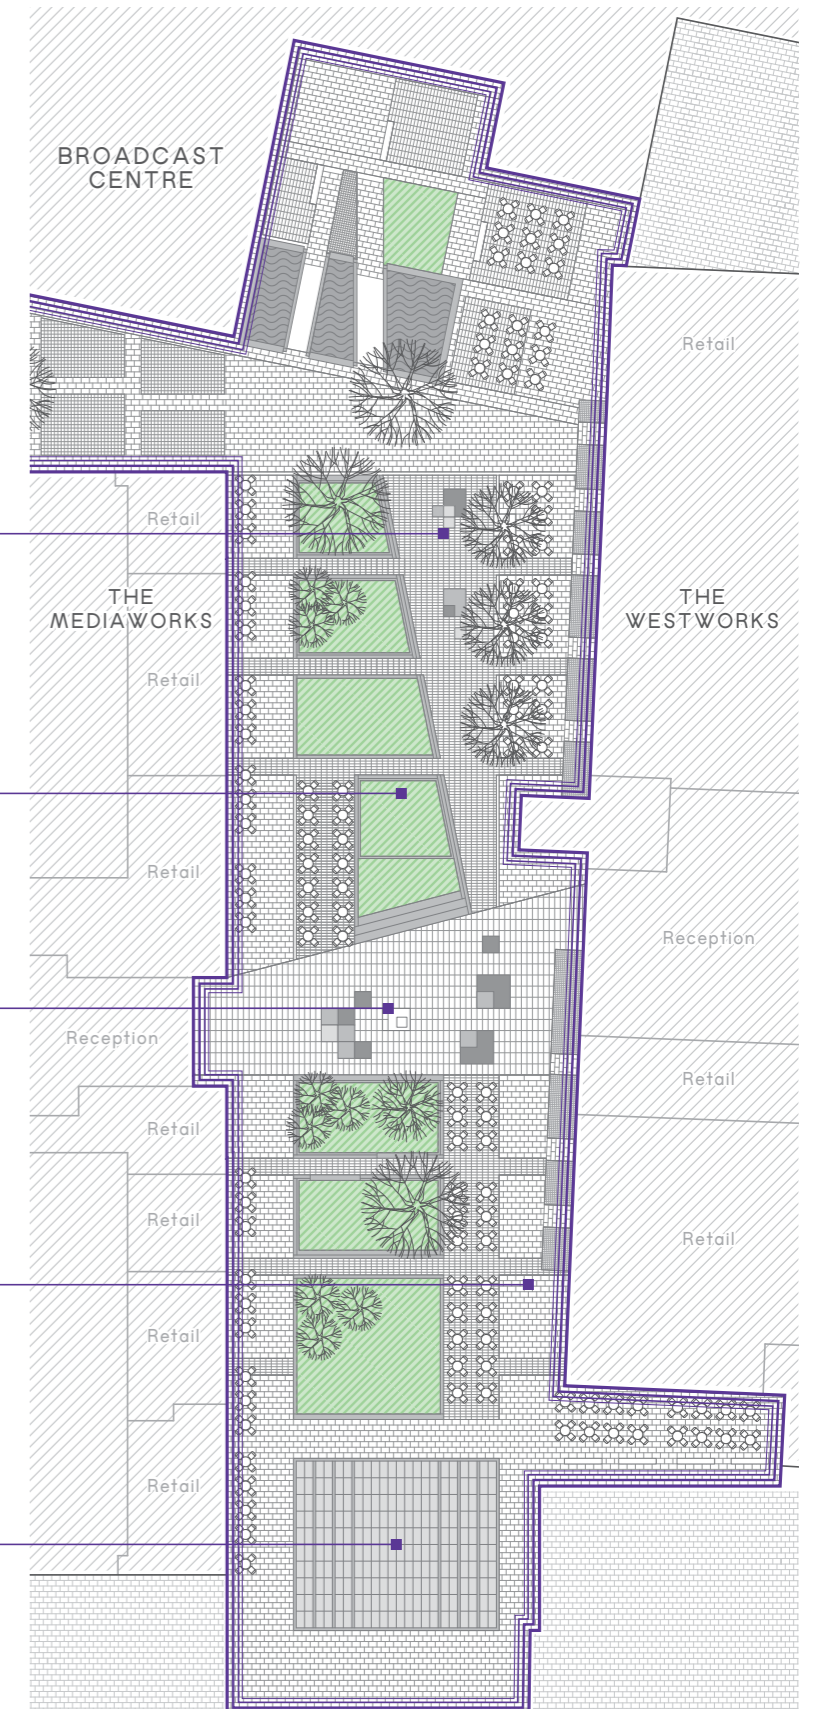 BROADCAST
CENTRE
Retail
Retail
THE
MEDIAWORKS
THE
WESTWORKS
Retail
Retail
Reception
Reception
Retail
Retail
Retail
Retail
Retail
Retail